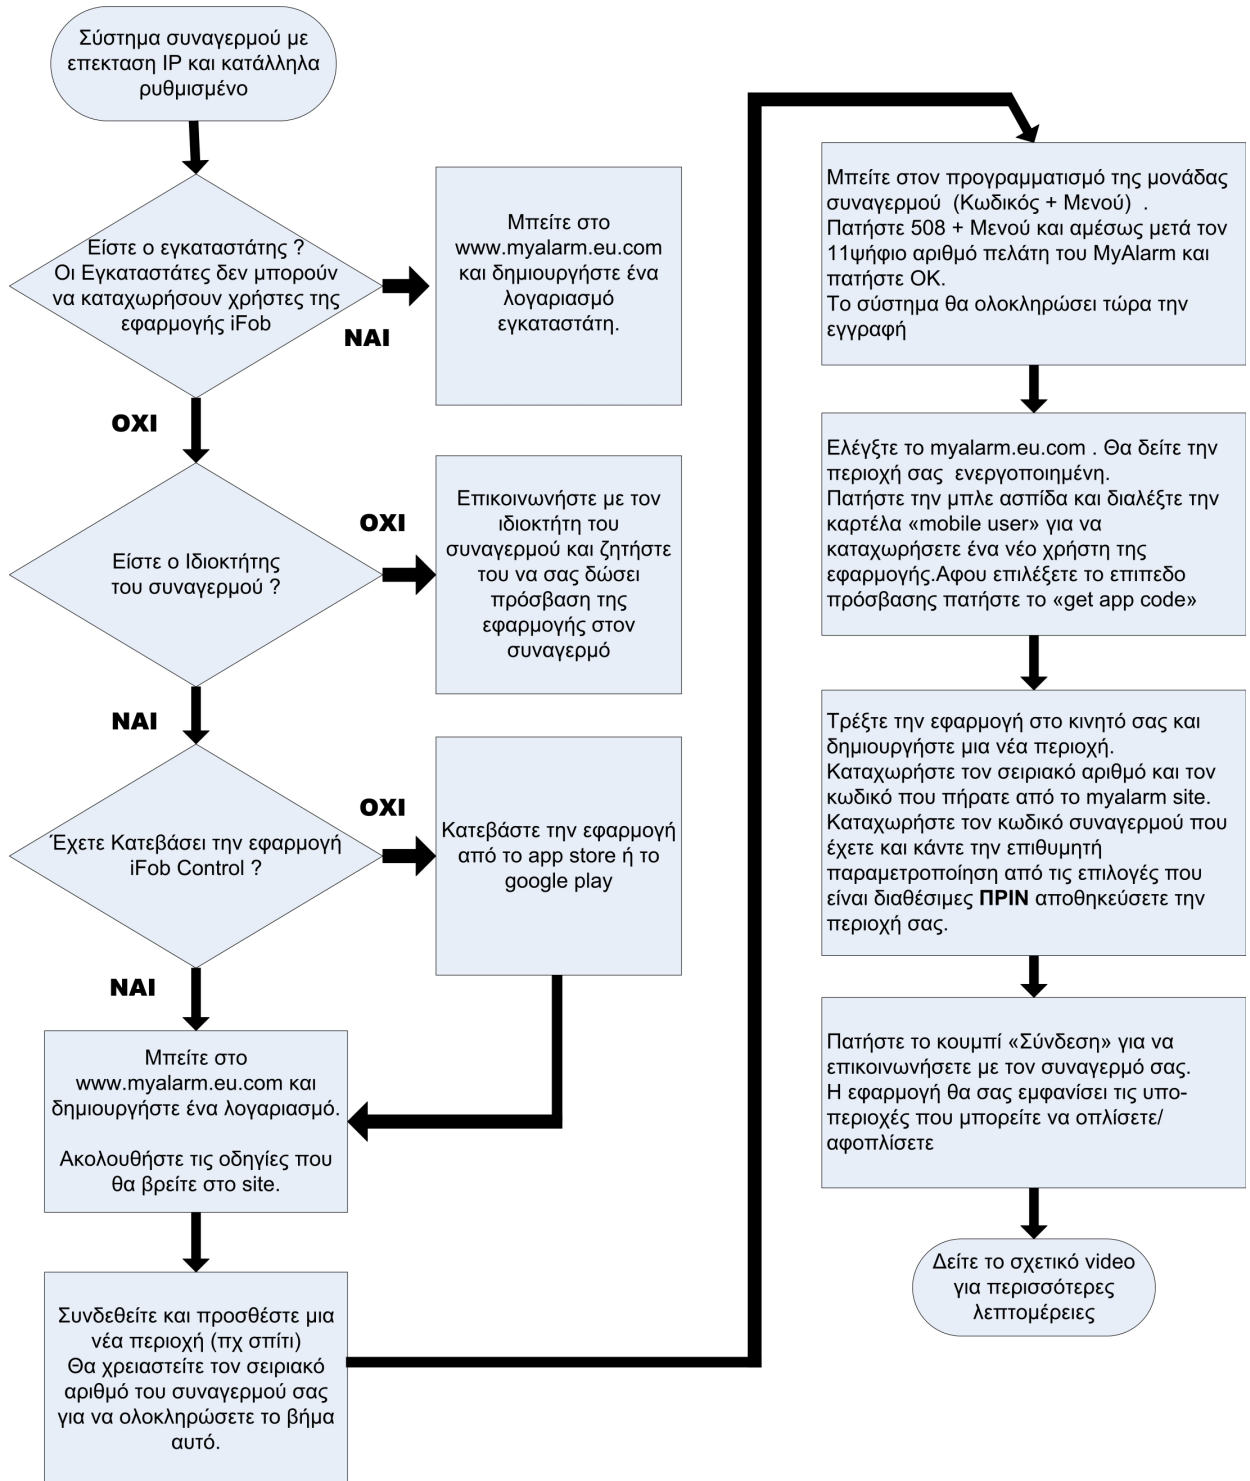 Σύστημα συναγερμού με
επεκταση IP και κατάλληλα
ρυθμισμένο
Είστε ο εγκαταστάτης ?
Οι Εγκαταστάτες δεν μπορούν
να καταχωρήσουν χρήστες της
εφαρμογής iFob
ΝΑΙ
Μπείτε στο
www.myalarm.eu.com
και δημιουργήστε ένα
λογαριασμό
εγκαταστάτη.
ΟΧΙ
Είστε ο Ιδιοκτήτης
του συναγερμού ?
ΟΧΙ
Επικοινωνήστε με τον
ιδιοκτήτη του
συναγερμού και ζητήστε
του να σας δώσει
πρόσβαση της
εφαρμογής στον
συναγερμό
ΝΑΙ
Έχετε Κατεβάσει την εφαρμογή
iFob Control ?
ΟΧΙ
Κατεβάστε την εφαρμογή
από το app store ή το
google play
ΝΑΙ
Μπείτε στο
www.myalarm.eu.com και
δημιουργήστε ένα λογαριασμό.
Ακολουθήστε τις οδηγίες που
θα βρείτε στο site.
Συνδεθείτε και προσθέστε μια
νέα περιοχή (πχ σπίτι)
Θα χρειαστείτε τον σειριακό
αριθμό του συναγερμού σας
για να ολοκληρώσετε το βήμα
αυτό.
Μπείτε στον προγραμματισμό της μονάδας
συναγερμού  (Κωδικός + Μενού)  .
Πατήστε 508 + Μενού και αμέσως μετά τον
11ψήφιο αριθμό πελάτη του MyAlarm και
πατήστε ΟΚ.
Το σύστημα θα ολοκληρώσει τώρα την
εγγραφή
Ελέγξτε το myalarm.eu.com . Θα δείτε την
περιοχή σας  ενεργοποιημένη.
Πατήστε την μπλε ασπίδα και διαλέξτε την
καρτέλα «mobile user» για να
καταχωρήσετε ένα νέο χρήστη της
εφαρμογής.Αφου επιλέξετε το επιπεδο
πρόσβασης πατήστε το «get app code»
Τρέξτε την εφαρμογή στο κινητό σας και
δημιουργήστε μια νέα περιοχή.
Καταχωρήστε τον σειριακό αριθμό και τον
κωδικό που πήρατε από το myalarm site.
Καταχωρήστε τον κωδικό συναγερμού που
έχετε και κάντε την επιθυμητή
παραμετροποίηση από τις επιλογές που
είναι διαθέσιμες ΠΡΙΝ αποθηκεύσετε την
περιοχή σας.
Πατήστε το κουμπί «Σύνδεση» για να
επικοινωνήσετε με τον συναγερμό σας.
Η εφαρμογή θα σας εμφανίσει τις υπο-
περιοχές που μπορείτε να οπλίσετε/
αφοπλίσετε
Δείτε το σχετικό video
για περισσότερες
λεπτομέρειες